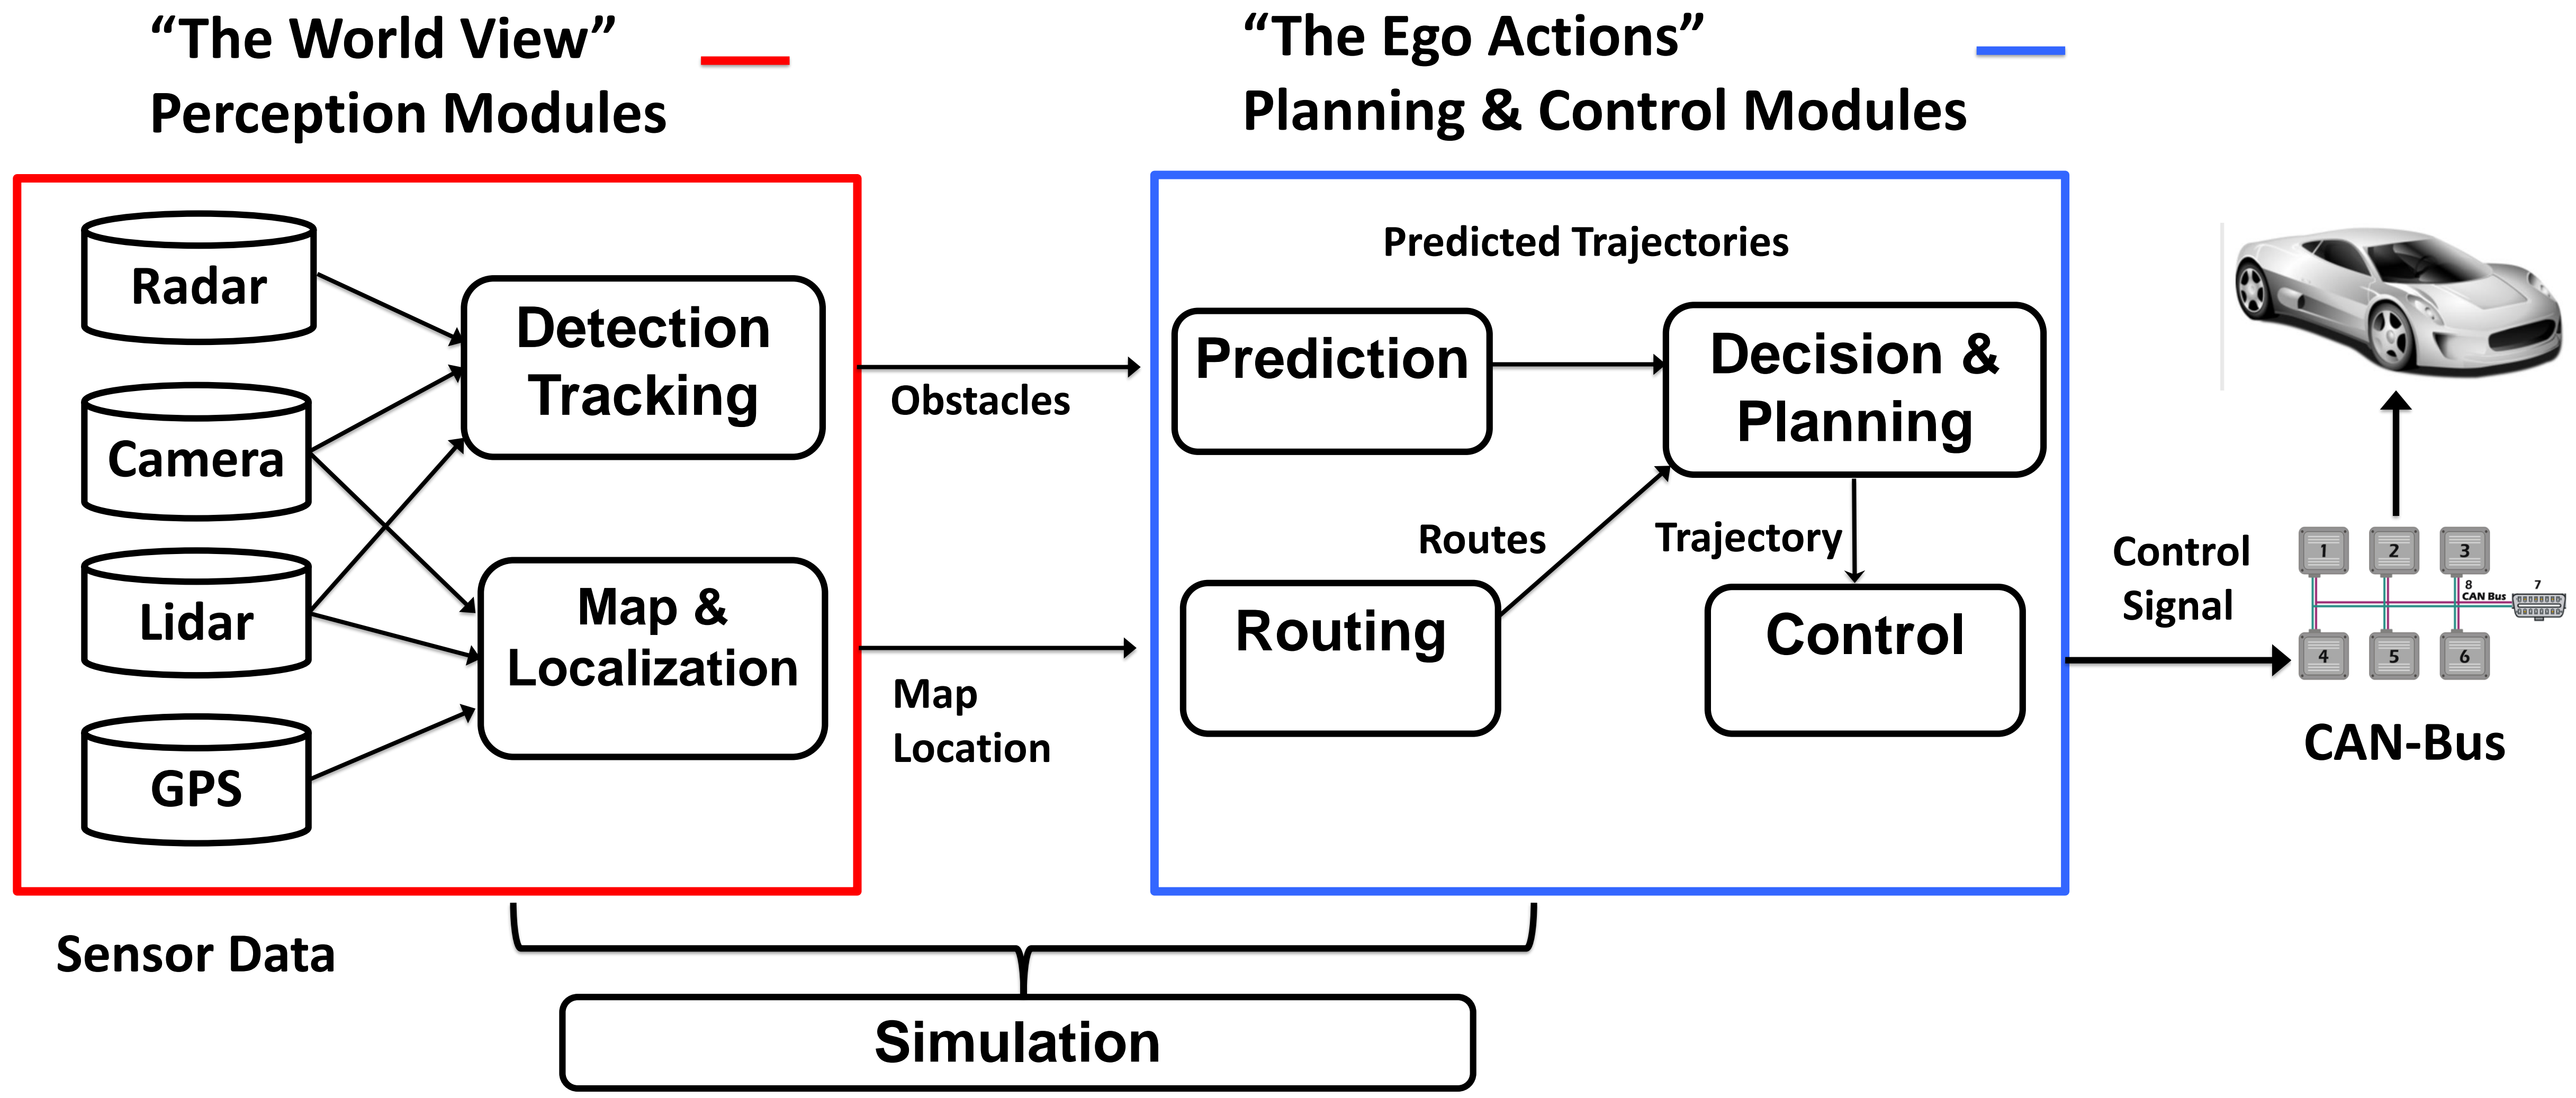 “The World View”
Perception Modules
“The Ego Actions”
Planning & Control Modules
Radar
Camera
Lidar
GPS
Detection
Tracking
Map &
Localization
Obstacles
Map
Location
Predicted Trajectories
Prediction
Decision &
Planning
Routes
Trajectory
Routing
Control
Control
Signal
1
2
3
8
7
CAN Bus
4
5
6
CAN-Bus
Sensor Data
Simulation